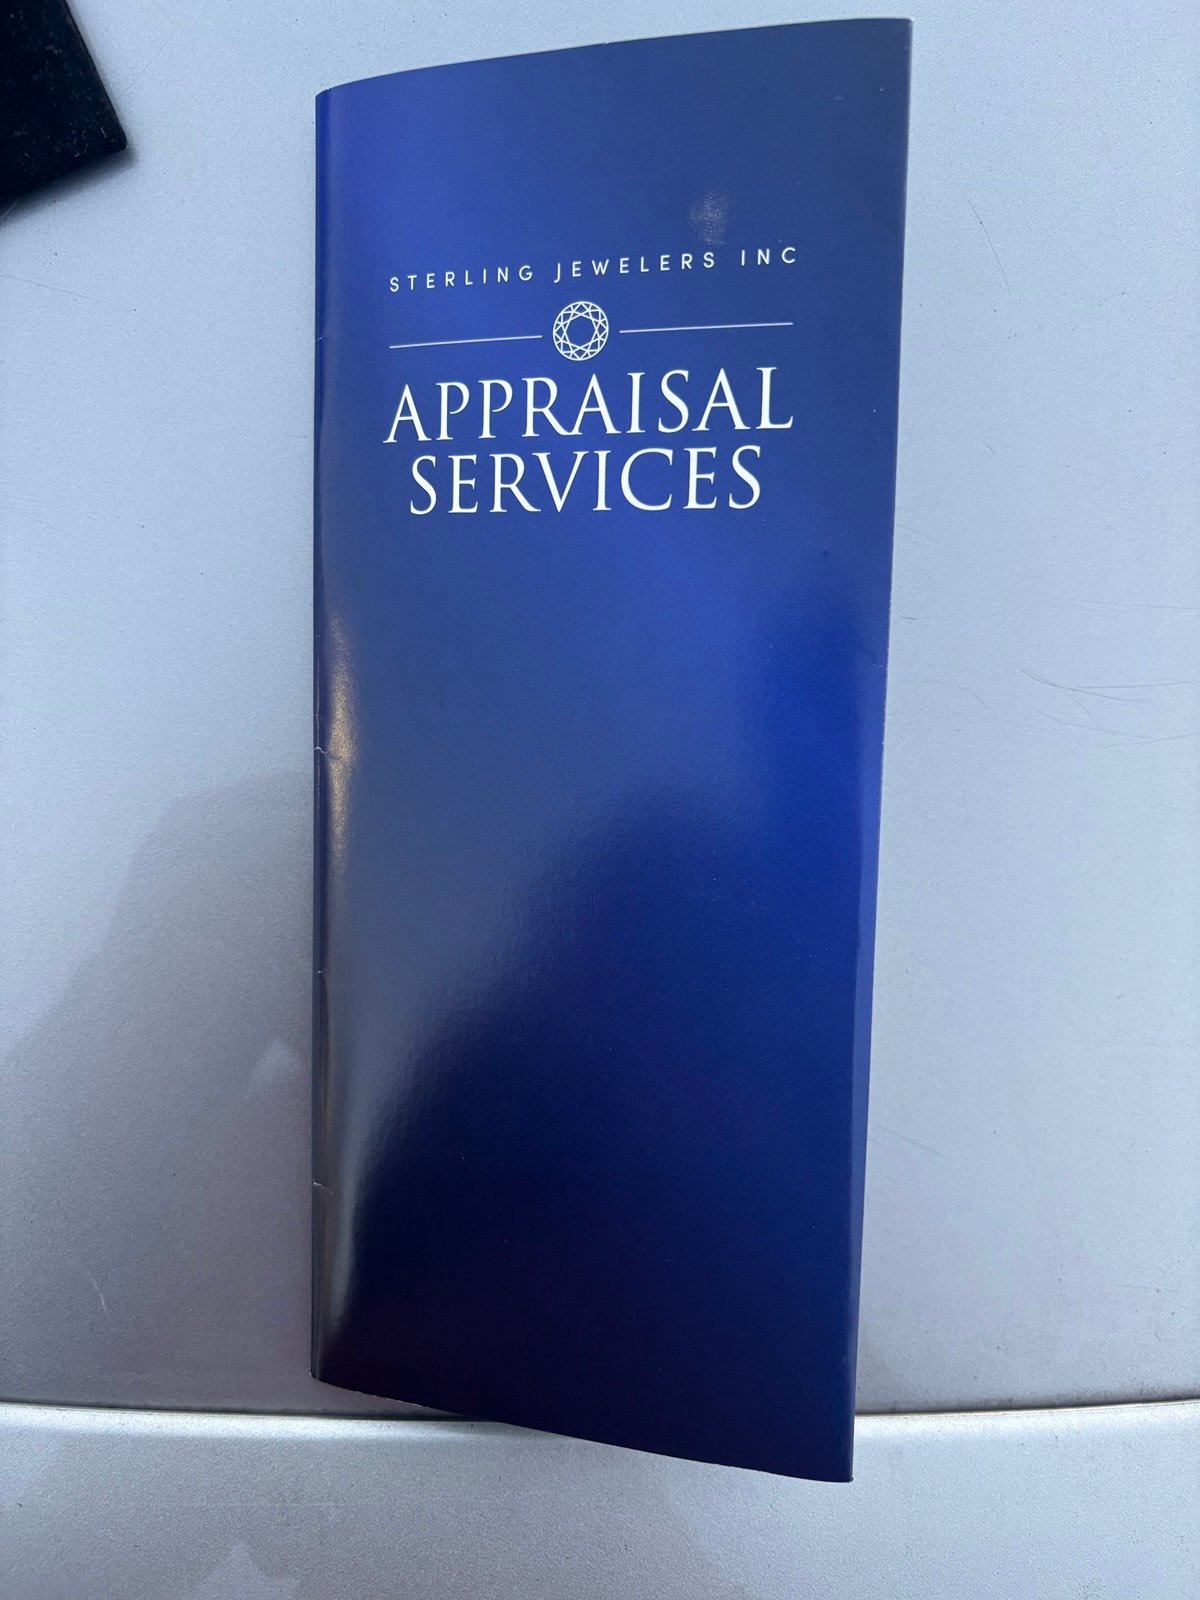 STERLING JEWELERS INC
APPRAISAL
SERVICES